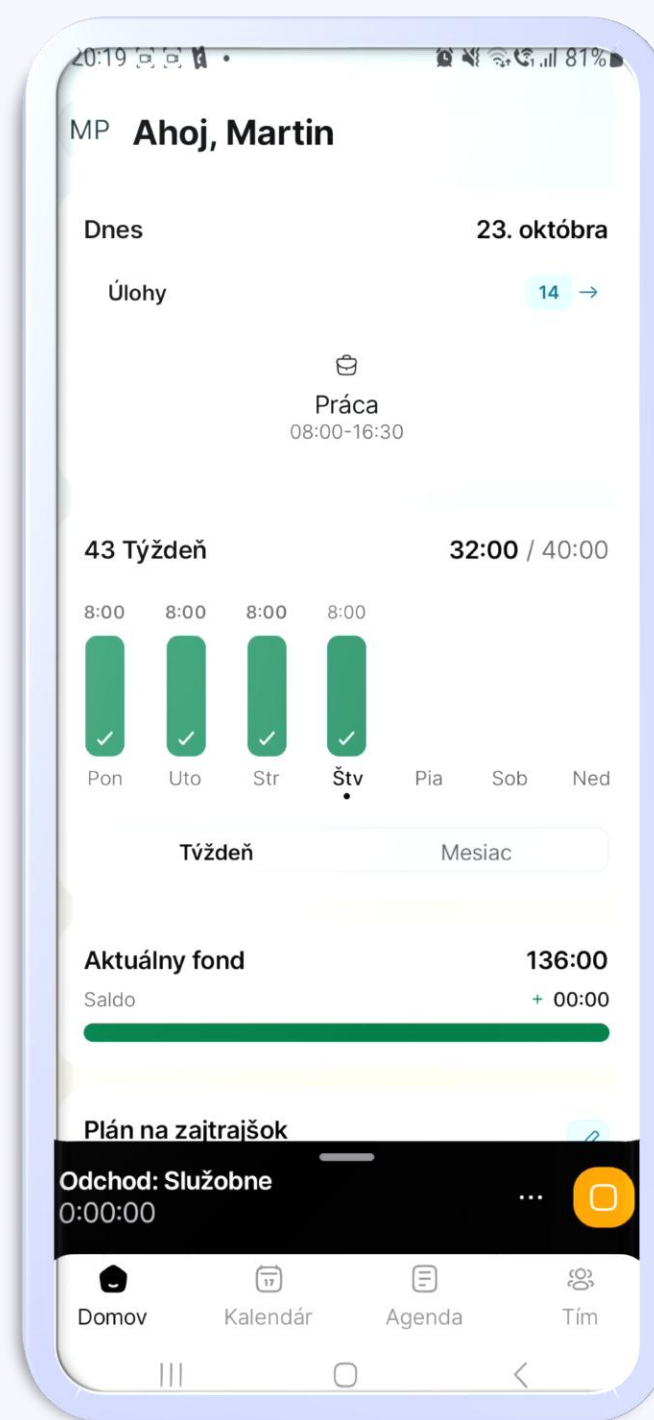 20:19 81%
MP Ahoj, Martin
Dnes 23. októbra
Úlohy 14 →
Práca
08:00-16:30
43 Týždeň 32:00 / 40:00
8:00 8:00 8:00 8:00
Pon Uto Str Štv Pia Sob Ned
Týždeň Mesiac
Aktuálny fond 136:00
Saldo + 00:00
Plán na zajtrajšok
Odchod: Služobne
0:00:00 ...
17
Domov Kalendár Agenda Tím